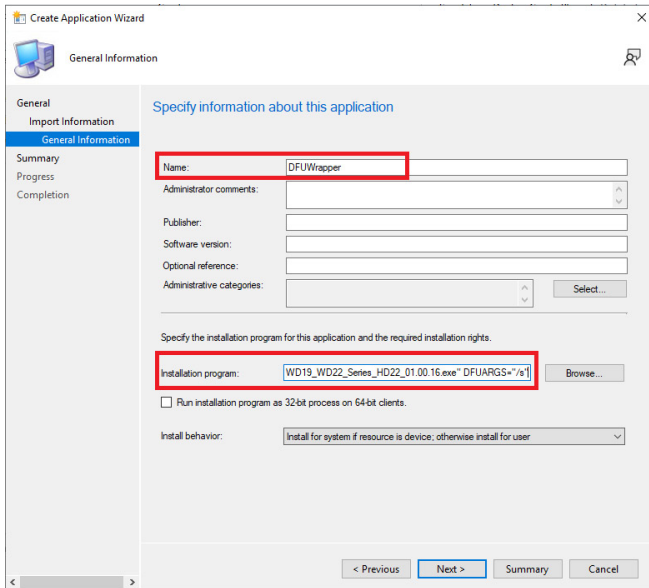 Create Application Wizard
General Information
General
Import Information
General Information
Summary
Progress
Completion
Specify information about this application
Name: DFUWrapper
Administrator comments:
Publisher:
Software version:
Optional reference:
Administrative categories: Select...
Specify the installation program for this application and the required installation rights.
Installation program: WD19_WD22_Series_HD22_01.00.16.exe" DFUARGS="/s" Browse...
Run installation program as 32-bit process on 64-bit clients.
Install behavior: Install for system if resource is device; otherwise install for user
< Previous Next > Summary Cancel